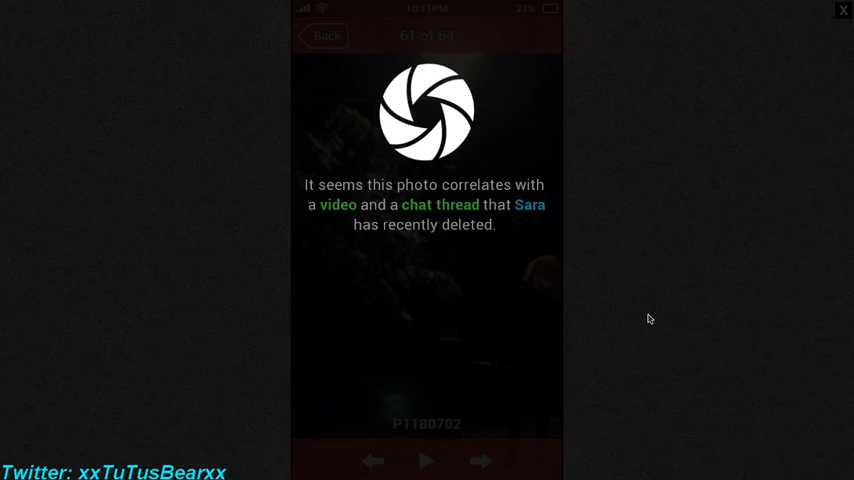 10:11PM
23%
X
Back
61 of 64
It seems this photo correlates with
a video and a chat thread that Sara
has recently deleted.
P1180702
Twitter: xxTuTusBearxx